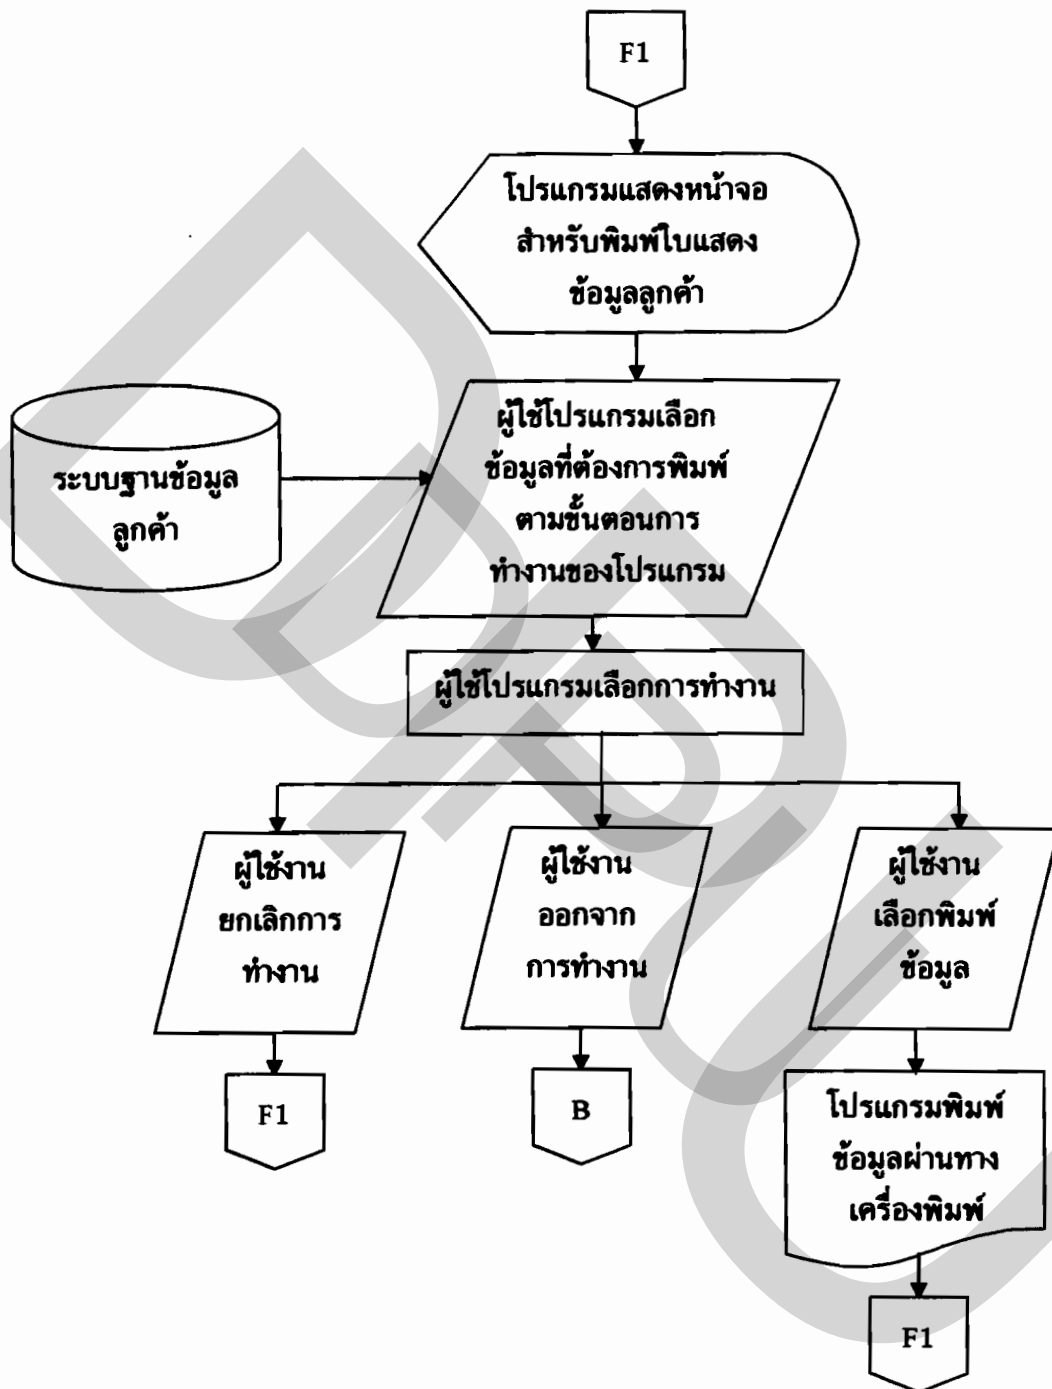 F1
โปรแกรมแสดงหน้าจอ
สำหรับพิมพ์ใบแสดง
ข้อมูลลูกค้า
ระบบฐานข้อมูล
ลูกค้า
ผู้ใช้โปรแกรมเลือก
ข้อมูลที่ต้องการพิมพ์
ตามขั้นตอนการ
ทำงานของโปรแกรม
ผู้ใช้โปรแกรมเลือกการทำงาน
ผู้ใช้งาน
ยกเลิกการ
ทำงาน
ผู้ใช้งาน
ออกจาก
การทำงาน
ผู้ใช้งาน
เลือกพิมพ์
ข้อมูล
F1
B
โปรแกรมพิมพ์
ข้อมูลผ่านทาง
เครื่องพิมพ์
F1
DPU